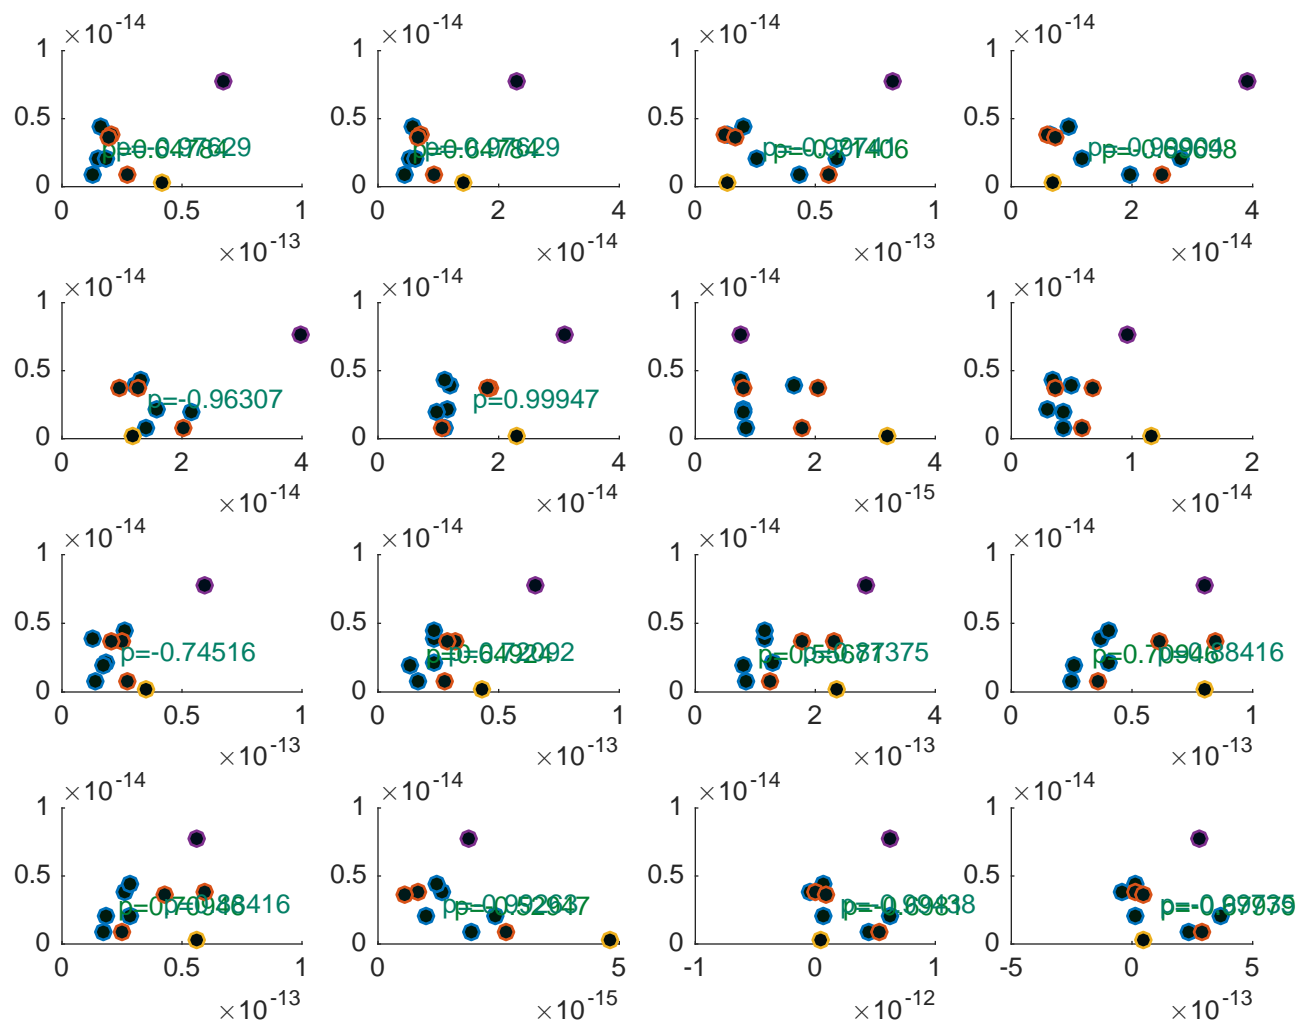 ×10-14 ×10-14 ×10-14 ×10-14
1 1 1 1
0.5 0.5 0.5 0.5
0 0 0 0
0 0.5 1 0 2 4 0 0.5 1 0 2 4
×10-13 ×10-14 ×10-13 ×10-14
×10-14 ×10-14 ×10-14 ×10-14
1 1 1 1
0.5 0.5 0.5 0.5
p=-0.96307 p=0.99947
0 0 0 0
0 2 4 0 2 4 0 2 4 0 1 2
×10-14 ×10-14 ×10-15 ×10-14
×10-14 ×10-14 ×10-14 ×10-14
1 1 1 1
0.5 0.5 0.5 0.5
p=-0.74516
0 0 0 0
0 0.5 1 0 0.5 1 0 2 4 0 0.5 1
×10-13 ×10-13 ×10-13 ×10-13
×10-14 ×10-14 ×10-14 ×10-14
1 1 1 1
0.5 0.5 0.5 0.5
0 0 0 0
0 0.5 1 0 5 -1 0 1 -5 0 5
×10-13 ×10-15 ×10-12 ×10-13